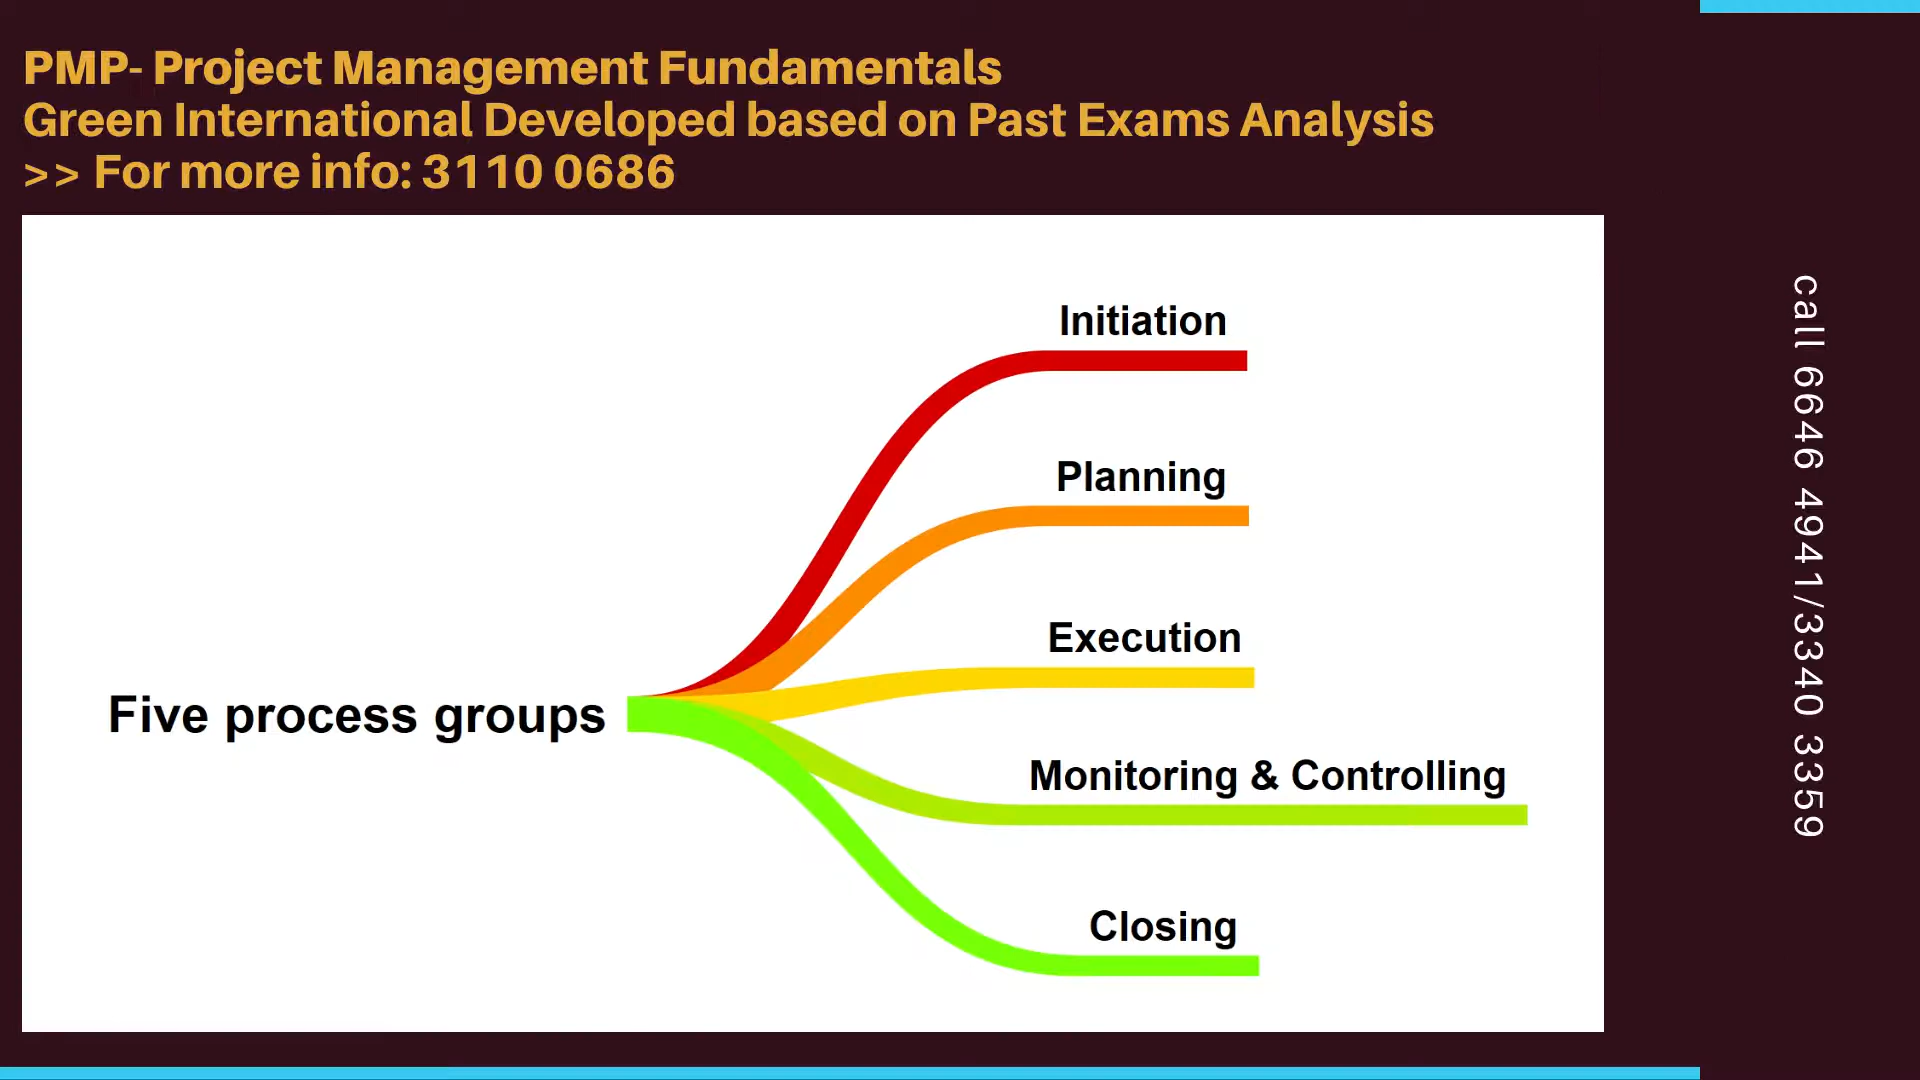 PMP- Project Management Fundamentals
Green International Developed based on Past Exams Analysis
>> For more info: 3110 0686
Initiation
Planning
Execution
Five process groups
Monitoring & Controlling
Closing
call 6646 4941/3340 3359